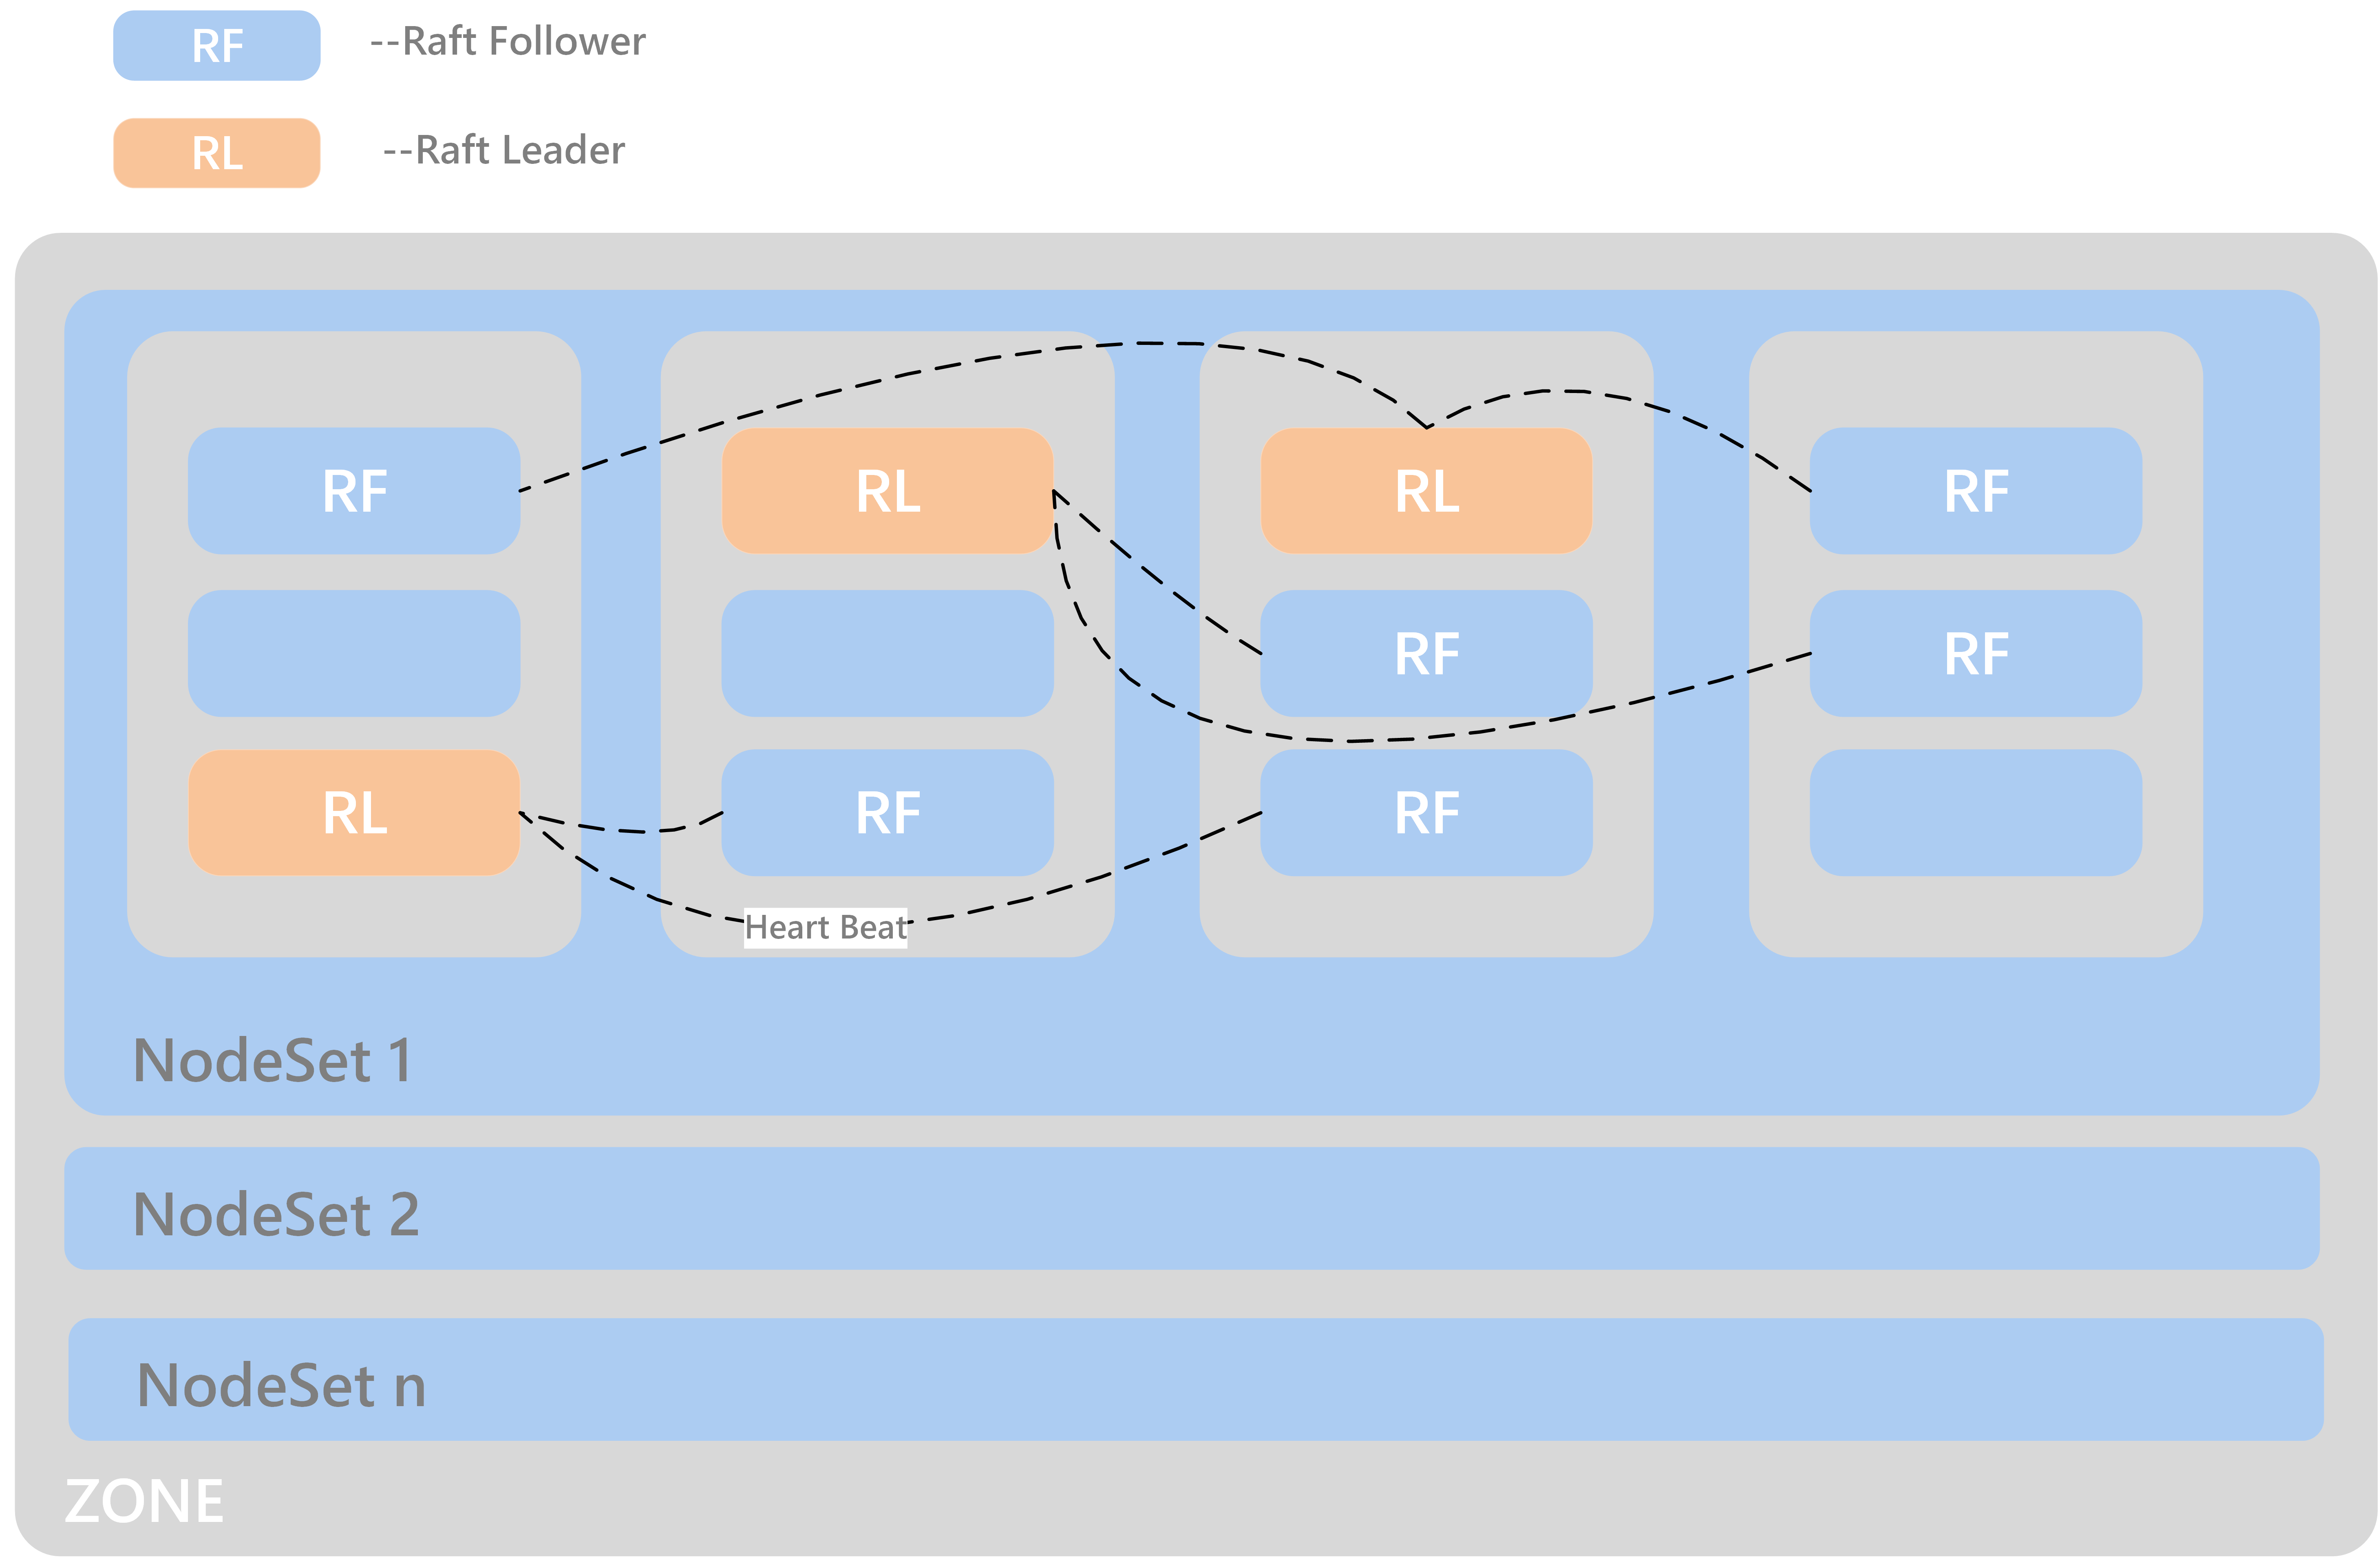 RF --Raft Follower
RL --Raft Leader
RF RL RL RF
RF RF
RL RF RF
Heart Beat
NodeSet 1
NodeSet 2
NodeSet n
ZONE